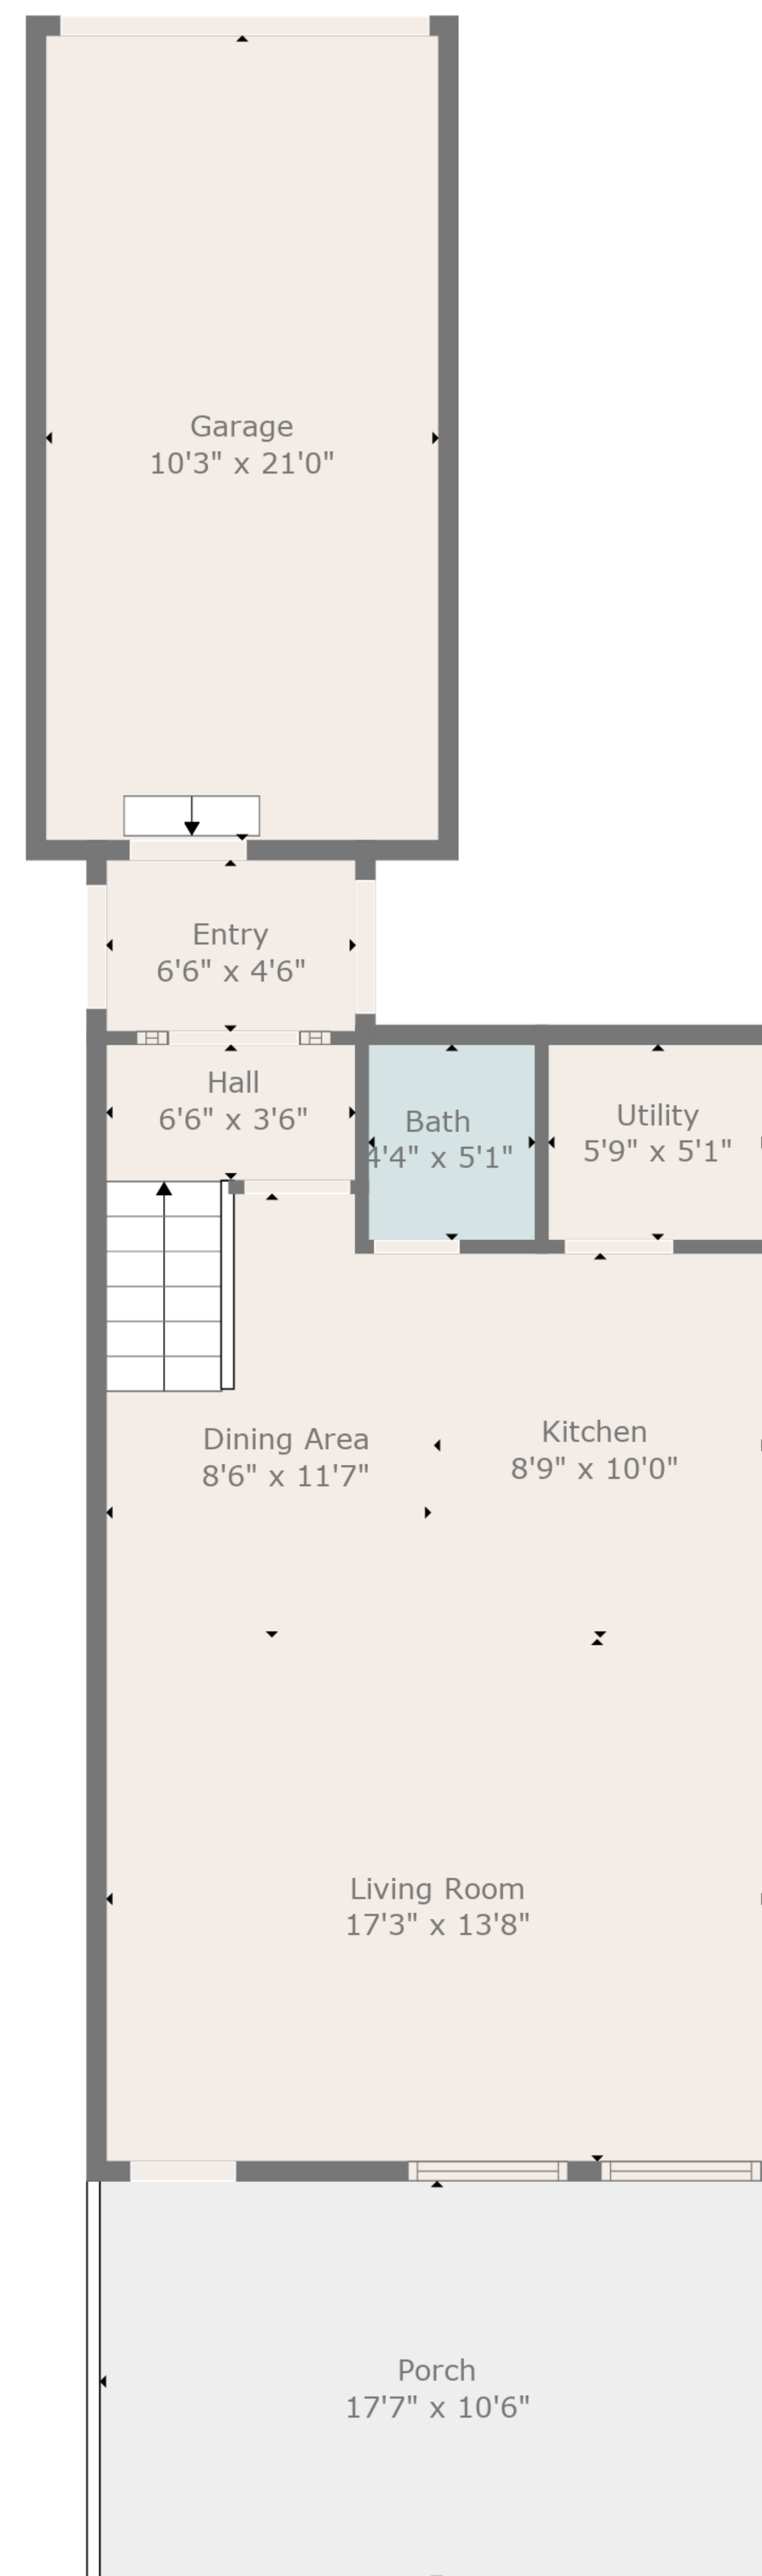 Garage
10'3" x 21'0"
Entry
6'6" x 4'6"
Hall
6'6" x 3'6"
Bath
4'4" x 5'1"
Utility
5'9" x 5'1"
Dining Area
8'6" x 11'7"
Kitchen
8'9" x 10'0"
Living Room
17'3" x 13'8"
Porch
17'7" x 10'6"